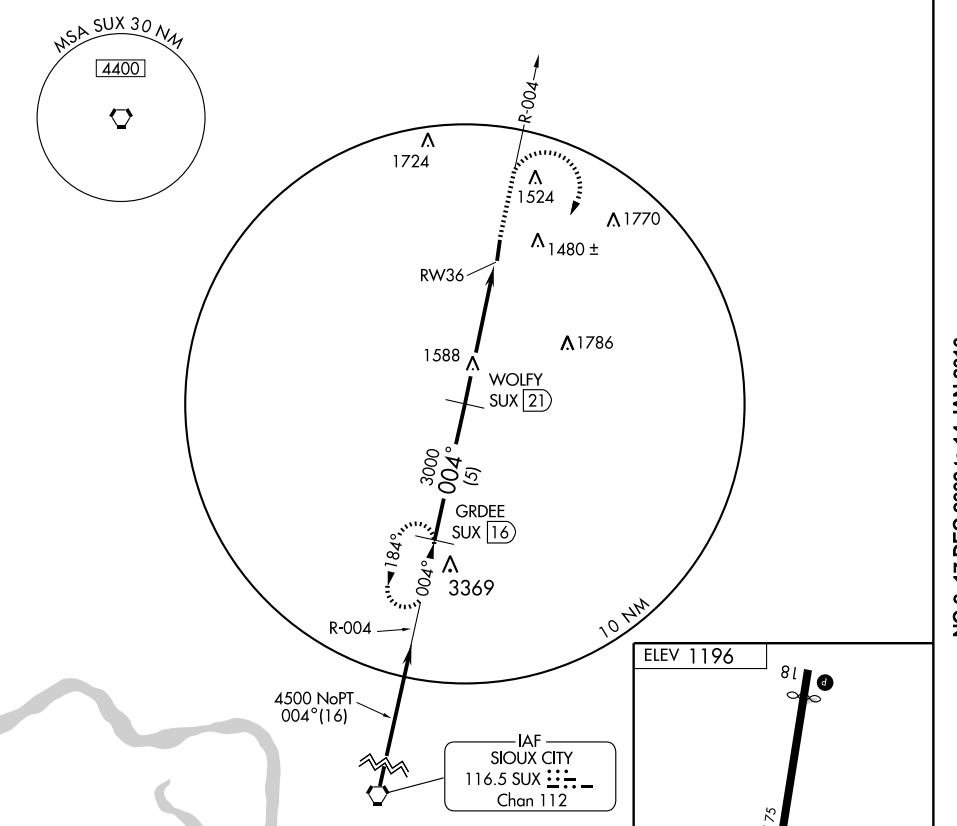 MSA SUX 30 NM
4400
R-004
1724
1524
1770
1480 ±
RW36
1786
1588
WOLFY
SUX 21
3000
004°
(5)
GRDEE
SUX 16
184°
004°
3369
R-004
10 NM
4500 NoPT
004°(16)
IAF
SIOUX CITY
116.5 SUX
Chan 112
ELEV 1196
18
P
75